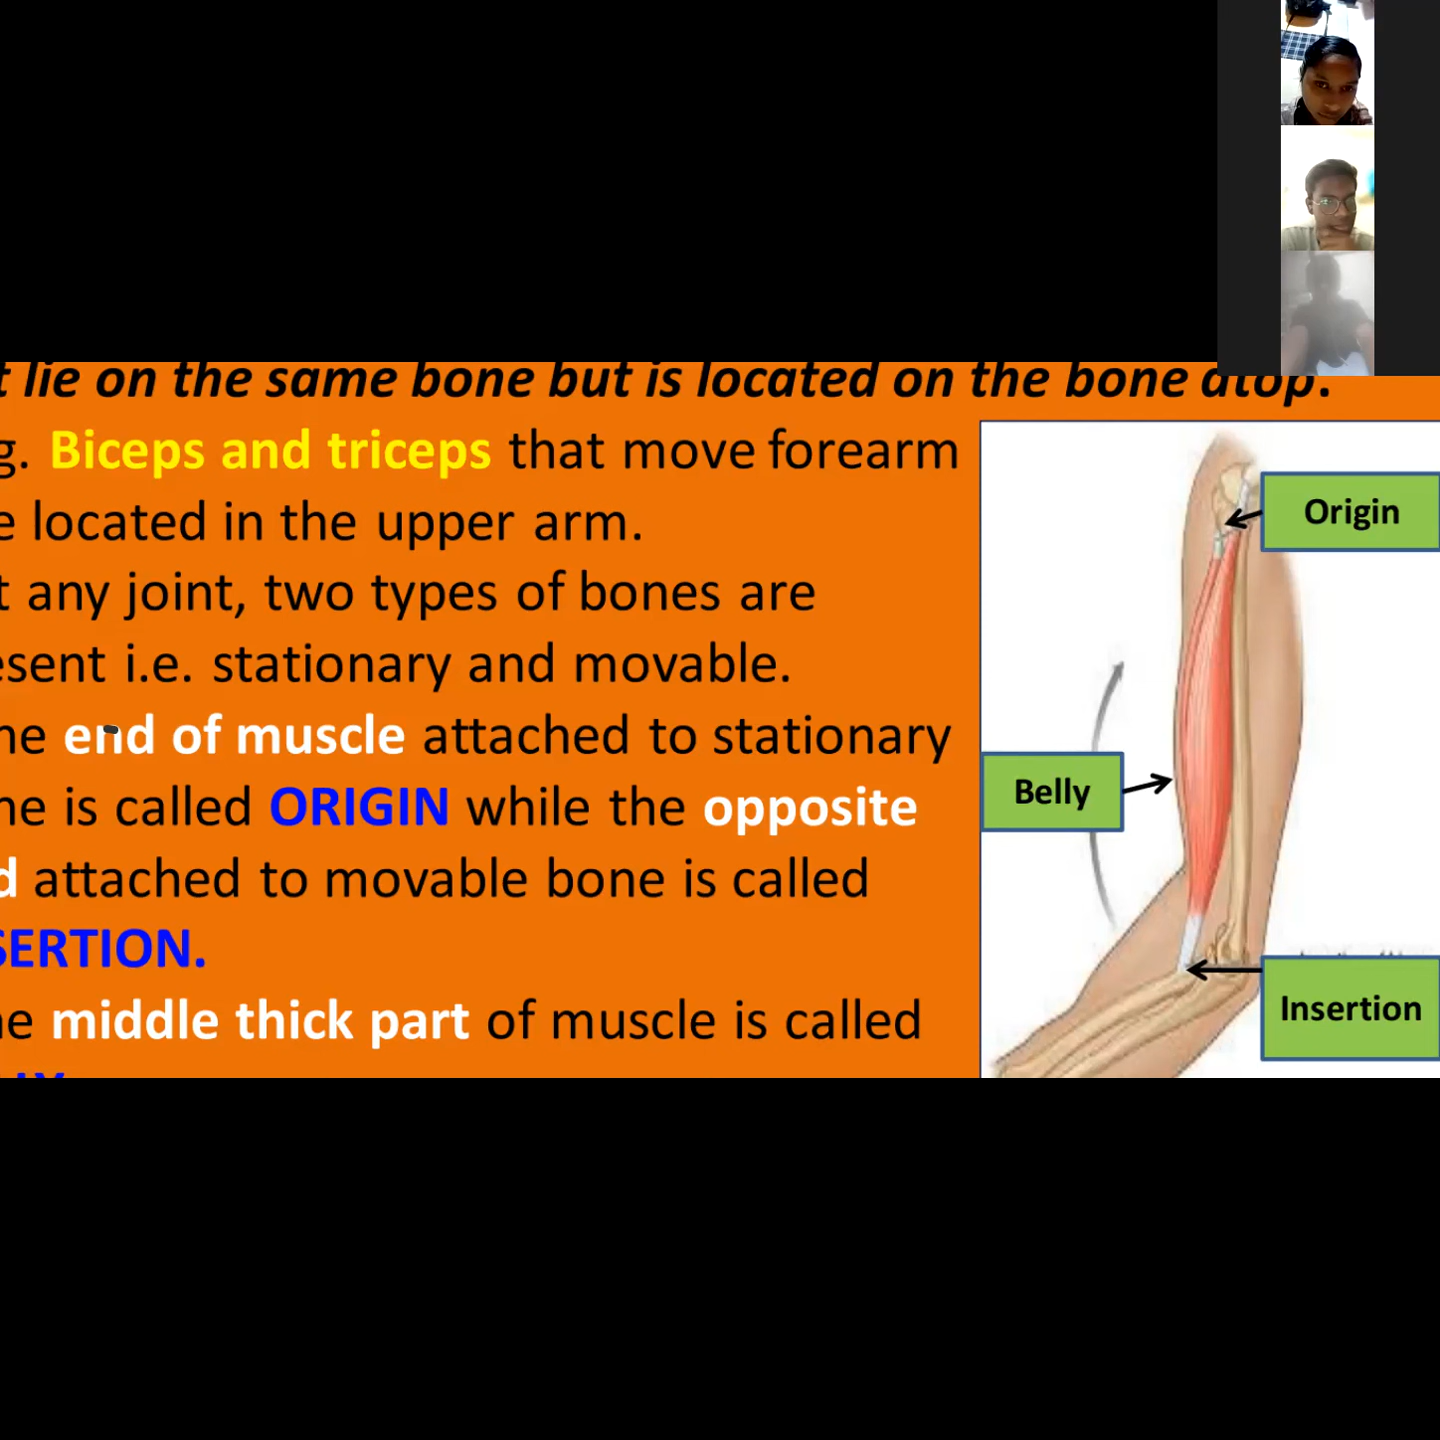 t lie on the same bone but is located on the bone atop.
g. Biceps and triceps that move forearm
e located in the upper arm.
t any joint, two types of bones are
esent i.e. stationary and movable.
ne end of muscle attached to stationary
ne is called ORIGIN while the opposite
d attached to movable bone is called
SERTION.
ne middle thick part of muscle is called
Origin
Belly
Insertion